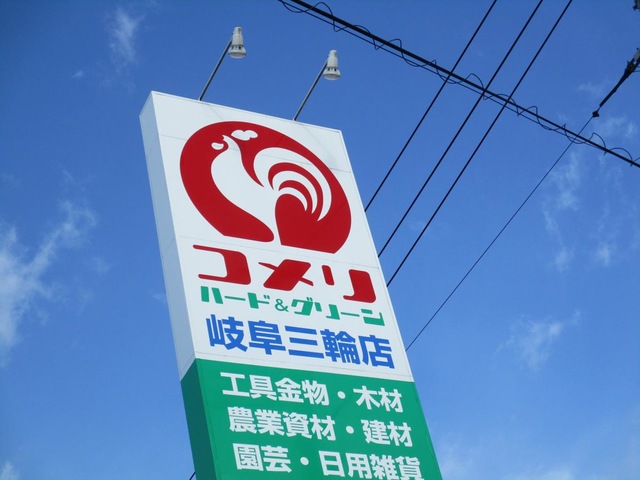 コメリ
ハード&グリーン
岐阜三輪店
工具金物・木材
農業資材・建材
園芸・日用雑貨